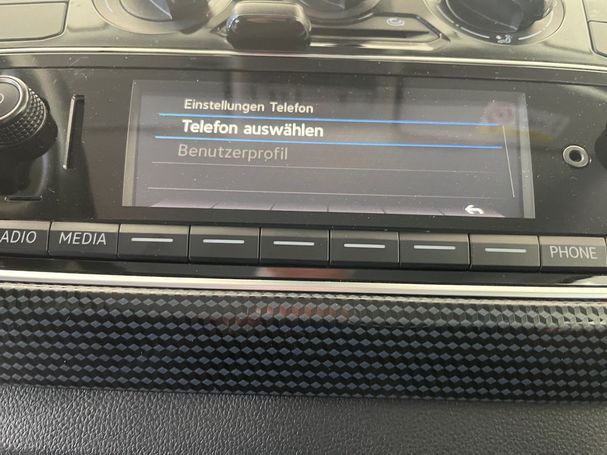 Einstellungen Telefon
Telefon auswählen
Benutzerprofil
ADIO MEDIA PHONE